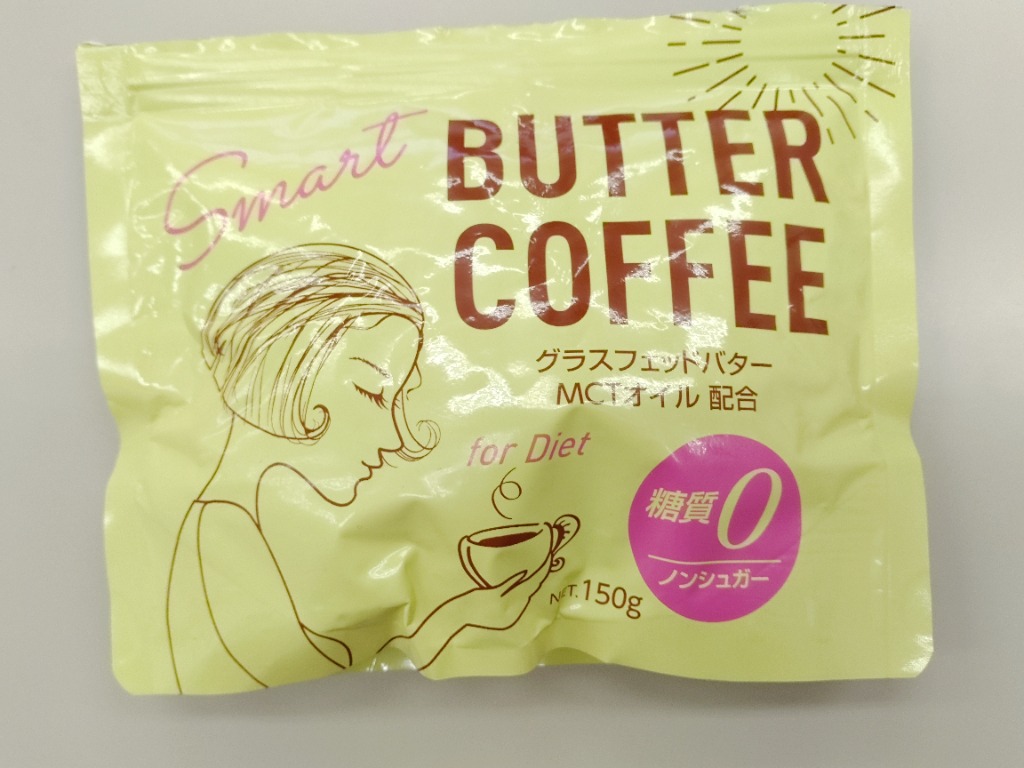 Smart
BUTTER
COFFEE
グラスフェッドバター
MCTオイル 配合
for Diet
糖質0
ノンシュガー
NET.150g